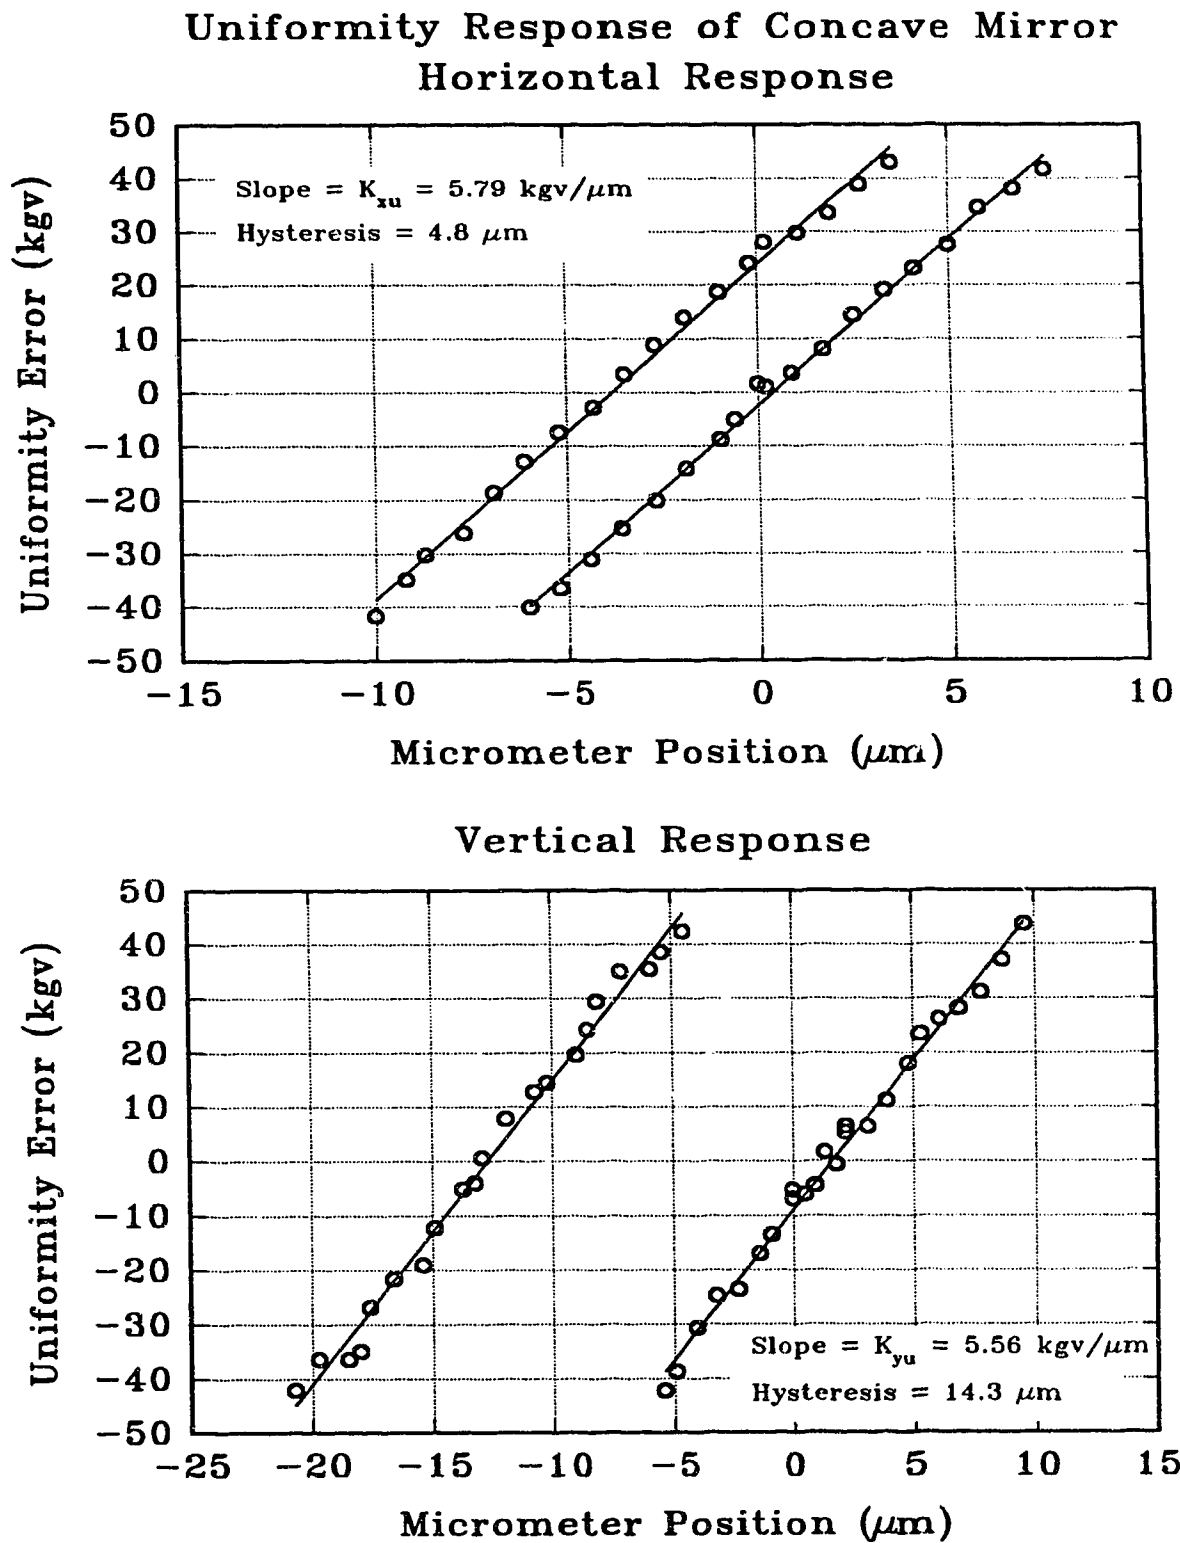 Uniformity Response of Concave Mirror
Horizontal Response
Uniformity Error (kgv)
50
40
30
20
10
0
−10
−20
−30
−40
−50
Slope = Kxu = 5.79 kgv/μm
Hysteresis = 4.8 μm
−15 −10 −5 0 5 10
Micrometer Position (μm)
Vertical Response
Uniformity Error (kgv)
50
40
30
20
10
0
−10
−20
−30
−40
−50
Slope = Kyu = 5.56 kgv/μm
Hysteresis = 14.3 μm
−25 −20 −15 −10 −5 0 5 10 15
Micrometer Position (μm)